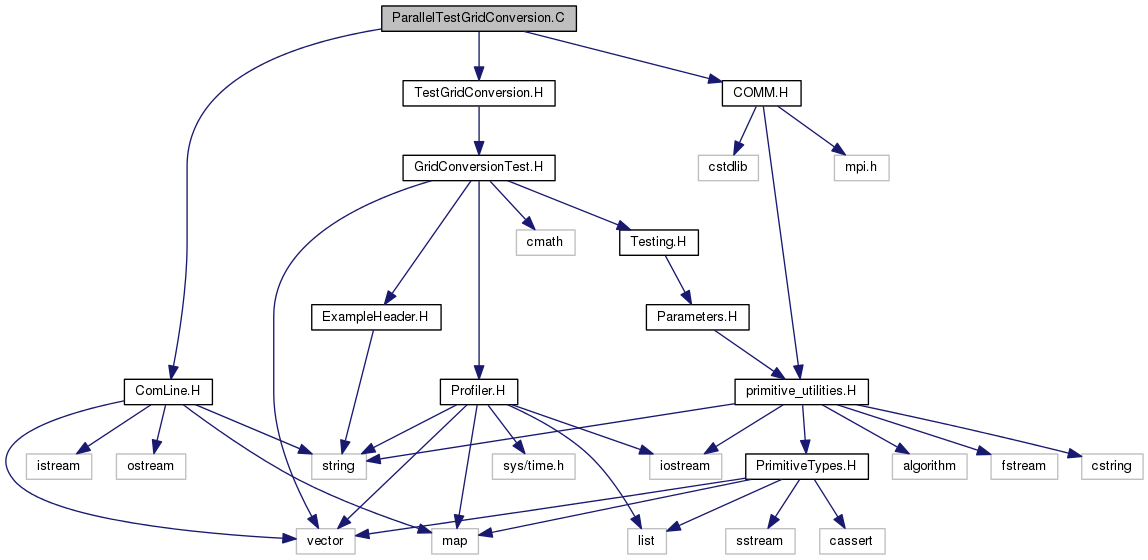 ParallelTestGridConversion.C
TestGridConversion.H
COMM.H
GridConversionTest.H
cstdlib
mpi.h
cmath
Testing.H
ExampleHeader.H
Parameters.H
ComLine.H
Profiler.H
primitive_utilities.H
istream
ostream
string
sys/time.h
iostream
PrimitiveTypes.H
algorithm
fstream
cstring
vector
map
list
sstream
cassert